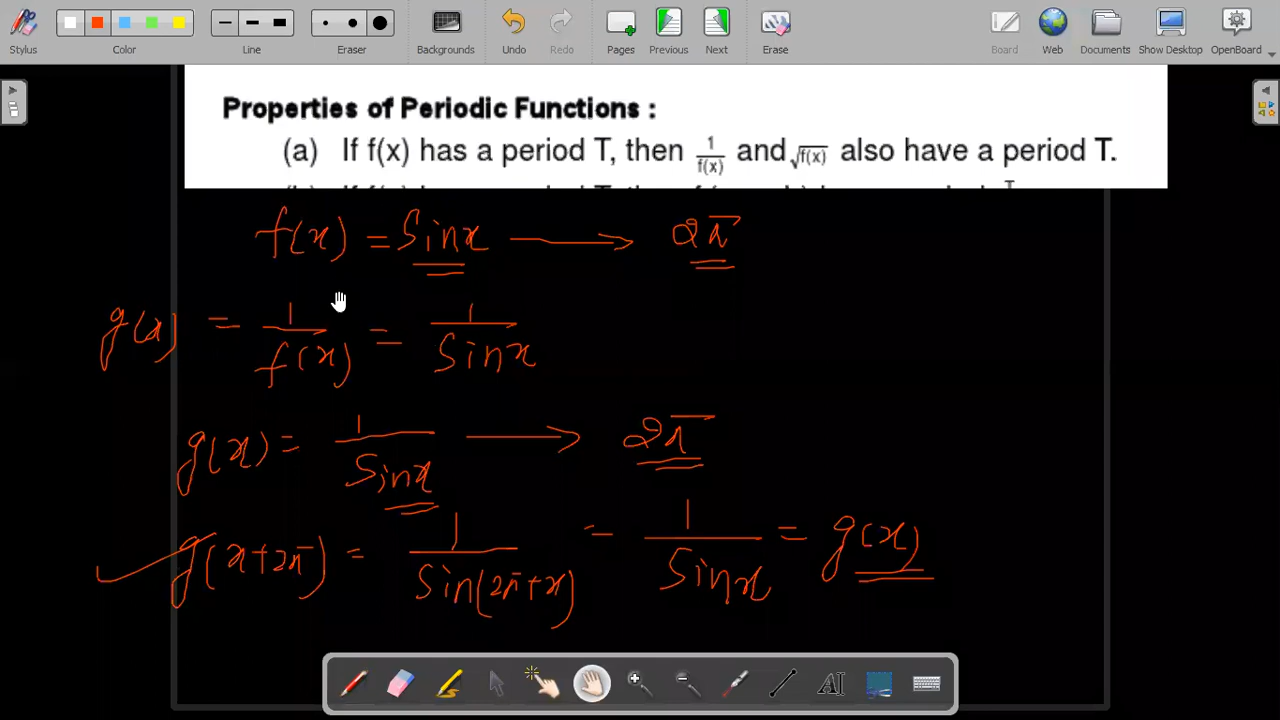 Stylus Color Line Eraser Backgrounds Undo Redo Pages Previous Next Erase Board Web Documents Show Desktop OpenBoard
Properties of Periodic Functions :
(a) If f(x) has a period T, then 1/f(x) and √f(x) also have a period T.
f(x) = Sinx → 2π
g(x) = 1/f(x) = 1/Sinx
g(x) = 1/Sinx → 2π
g(x+2π) = 1/Sin(2π+x) = 1/Sinx = g(x)